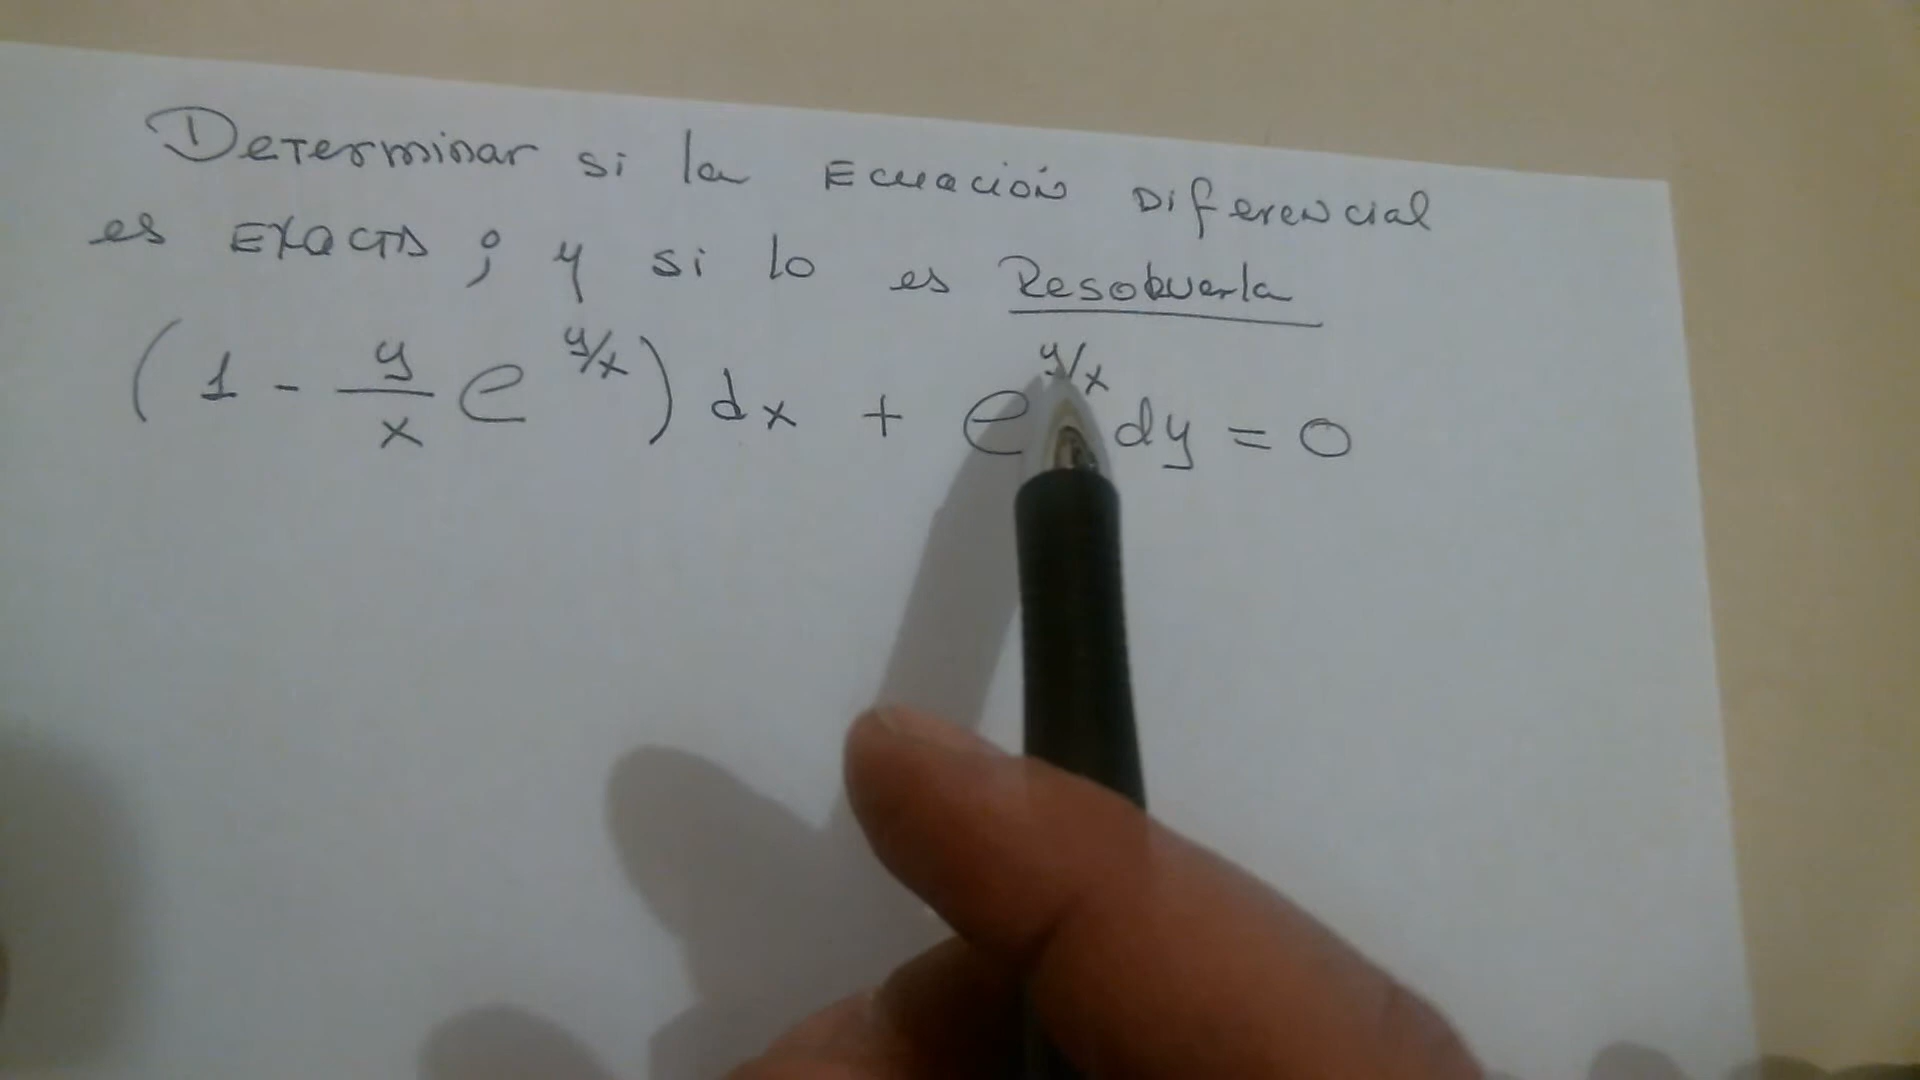 Determinar si la Ecuación Diferencial
es EXACTA; y si lo es Resolverla
(1 - y/x e^{y/x}) dx + e^{y/x} dy = 0